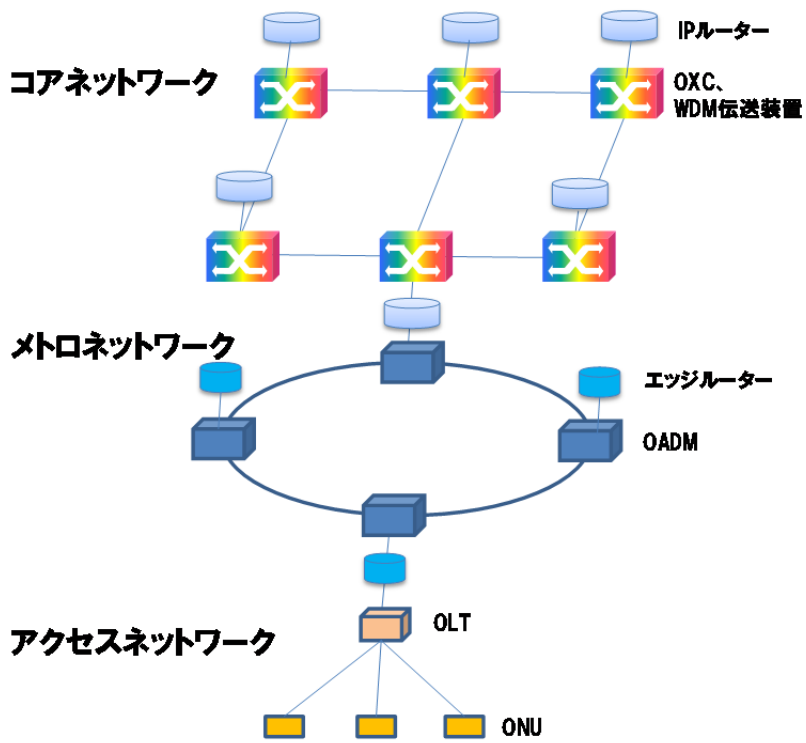 IPルーター
コアネットワーク
OXC、
WDM伝送装置
メトロネットワーク
エッジルーター
OADM
OLT
アクセスネットワーク
ONU